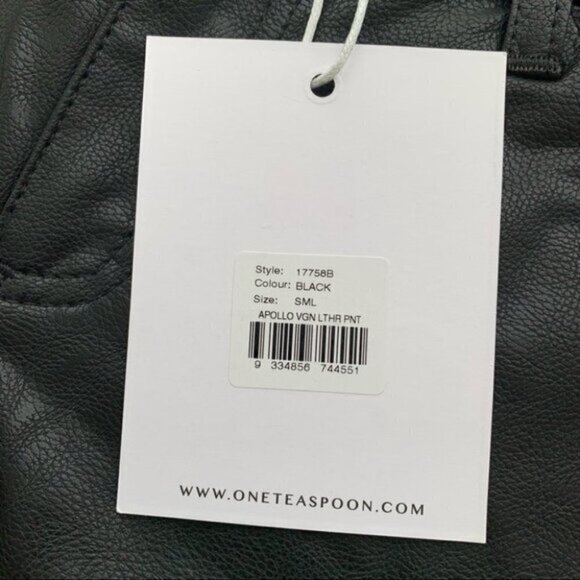 Style: 17758B
Colour: BLACK
Size: SML
APOLLO VGN LTHR PNT
9 334856 744551
WWW.ONETEASPOON.COM